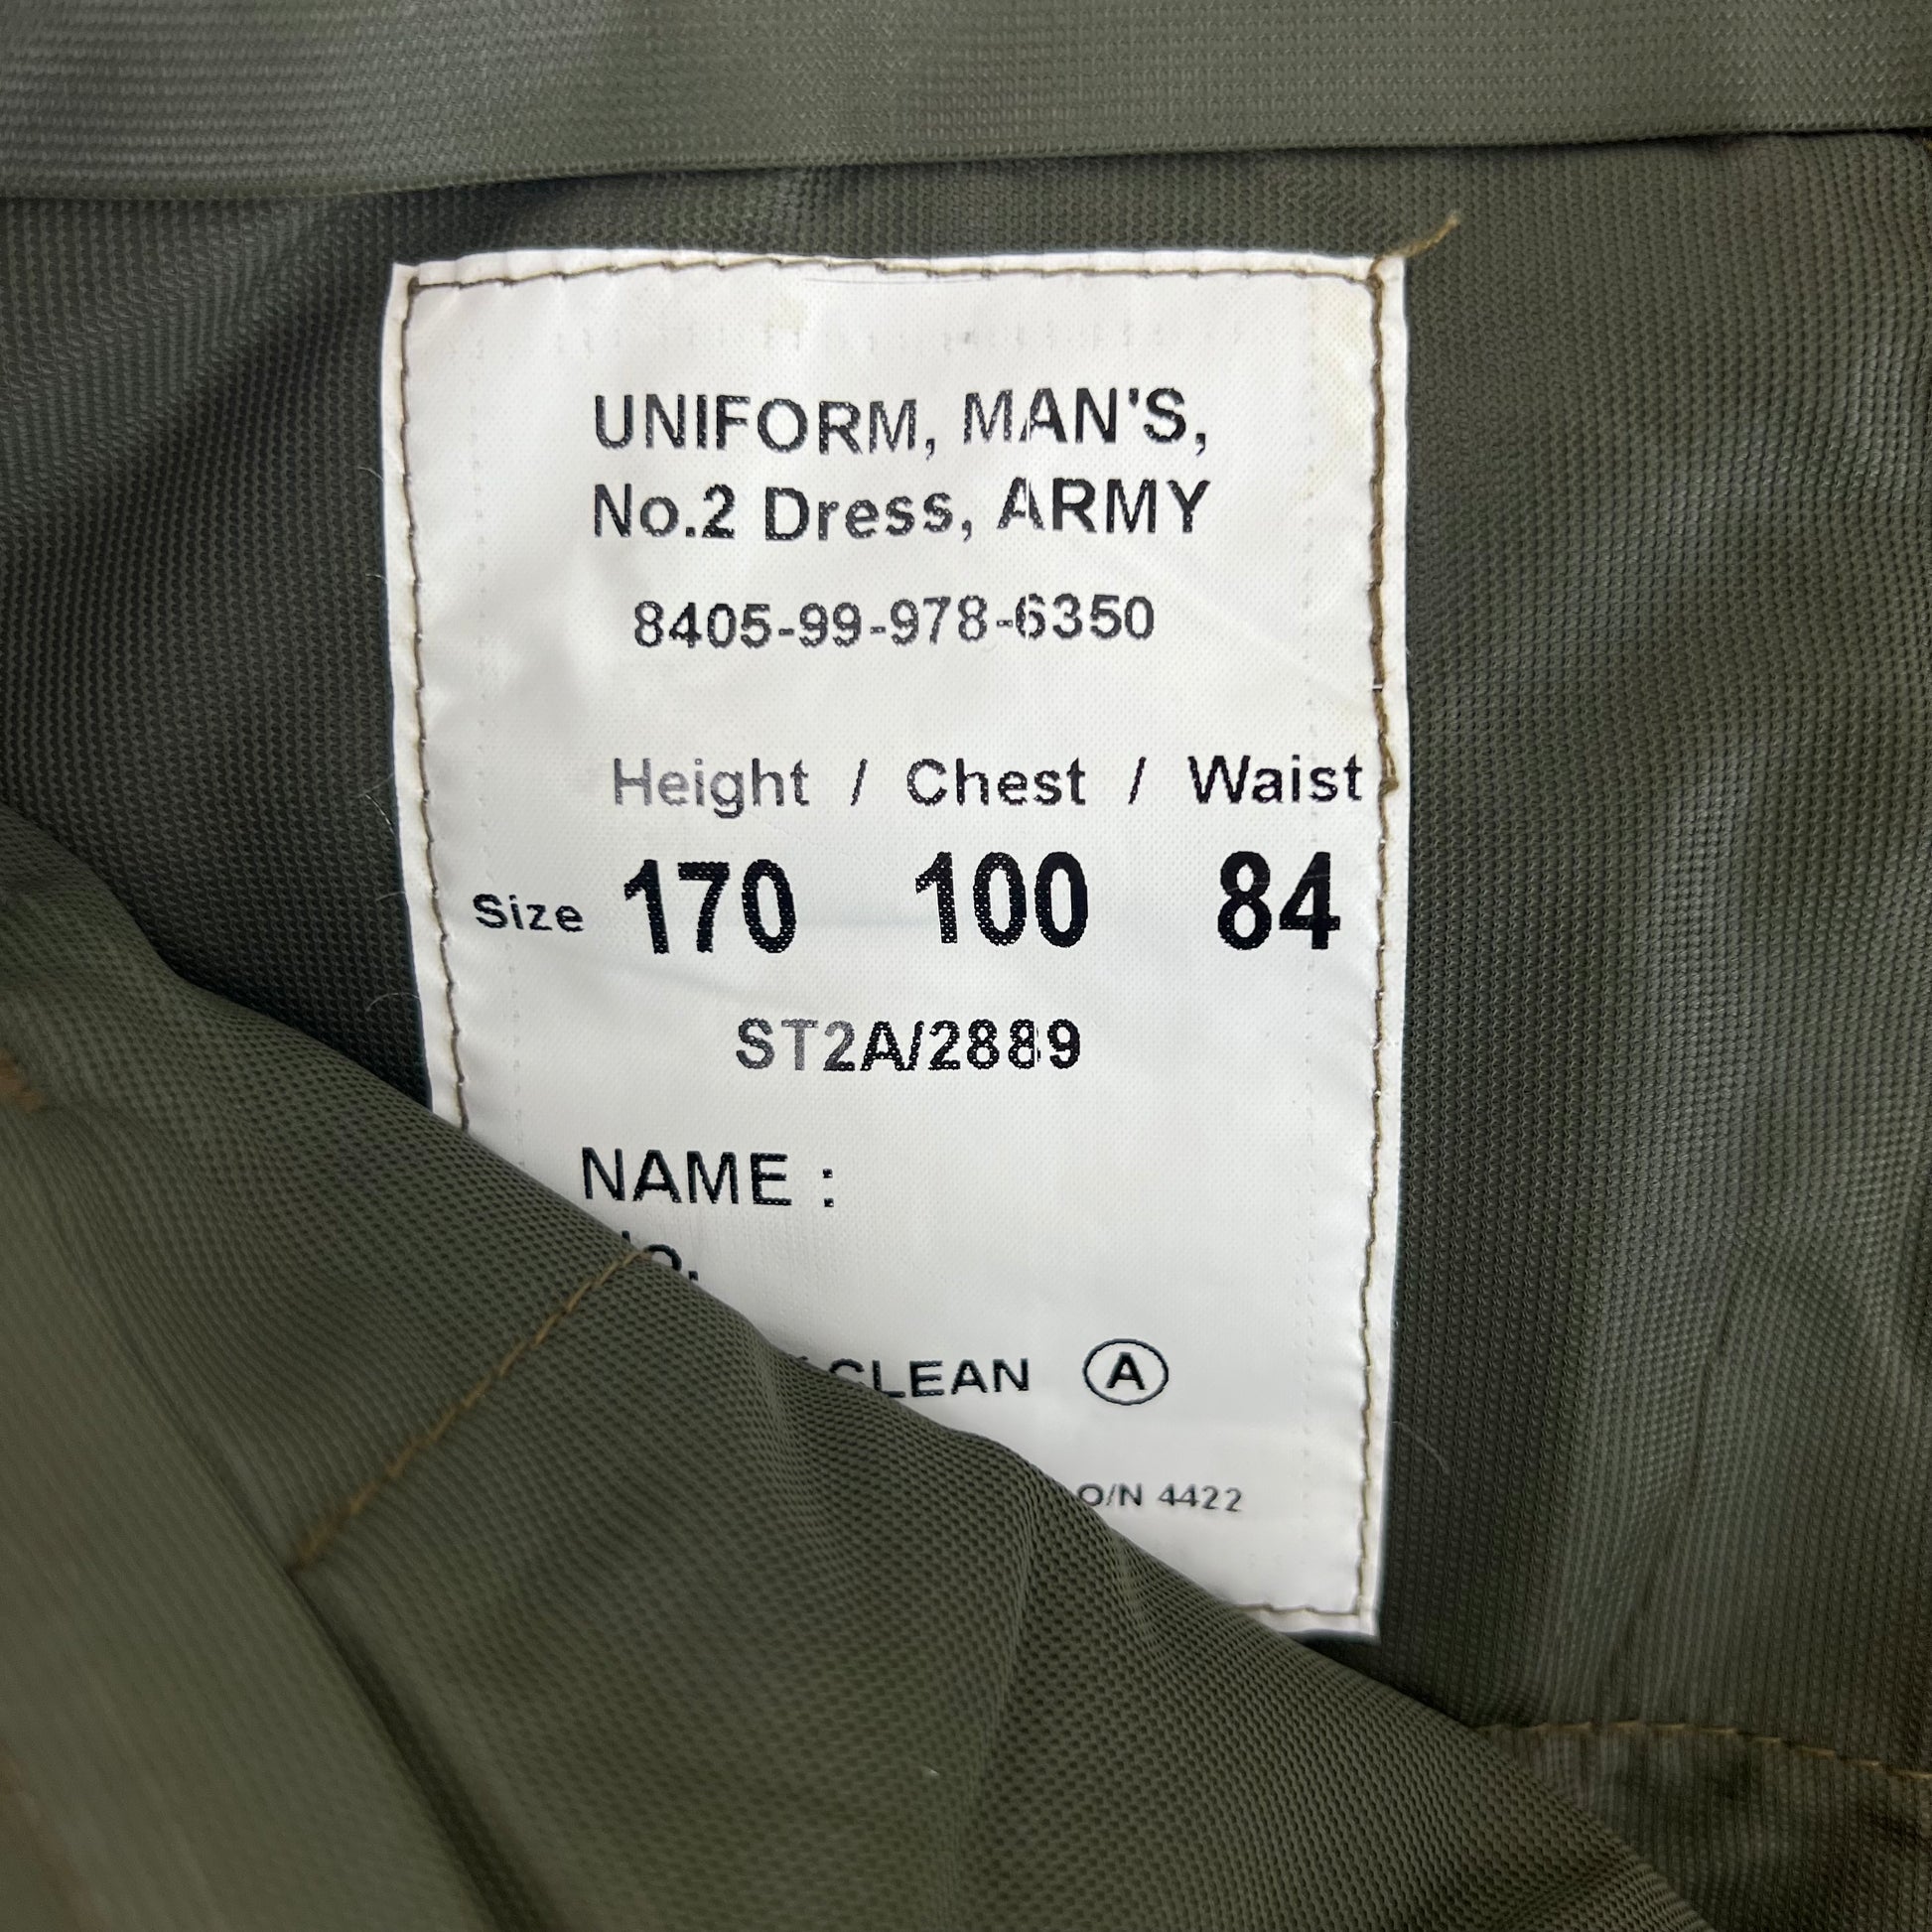 UNIFORM, MAN'S,
No.2 Dress, ARMY
8405-99-978-6350
Height / Chest / Waist
Size 170 100 84
ST2A/2889
NAME :
CLEAN Ⓐ
O/N 4422